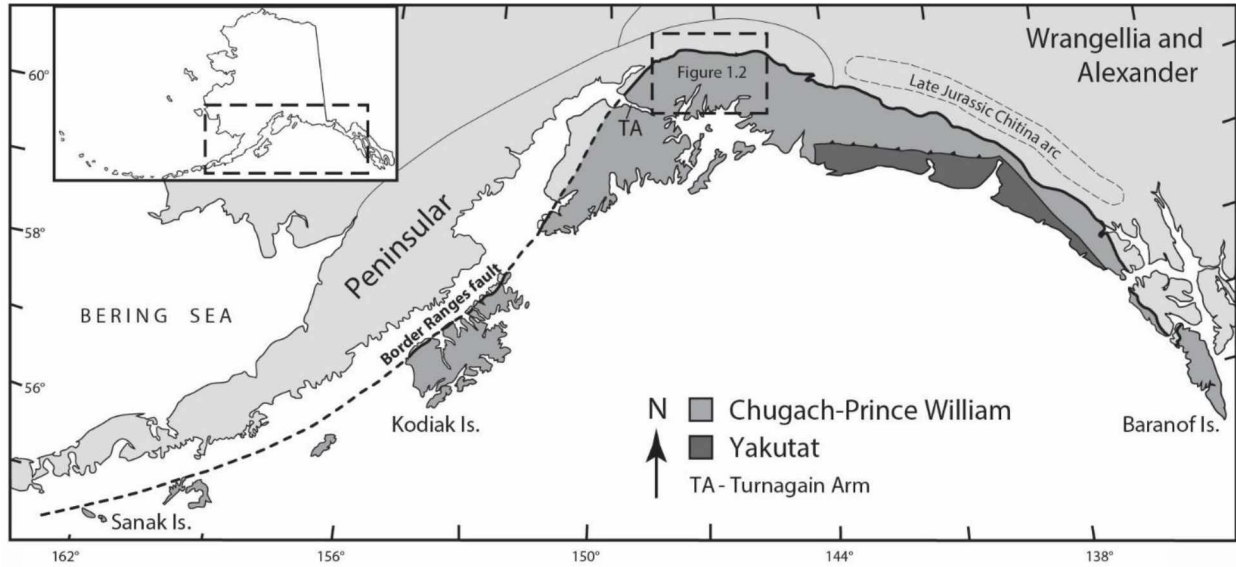 60°
58°
56°
Wrangellia and
Alexander
Figure 1.2
Late Jurassic Chitina arc
TA
Peninsular
BERING SEA
Border Ranges fault
Kodiak Is.
Sanak Is.
Baranof Is.
N
Chugach-Prince William
Yakutat
TA - Turnagain Arm
162°
156°
150°
144°
138°